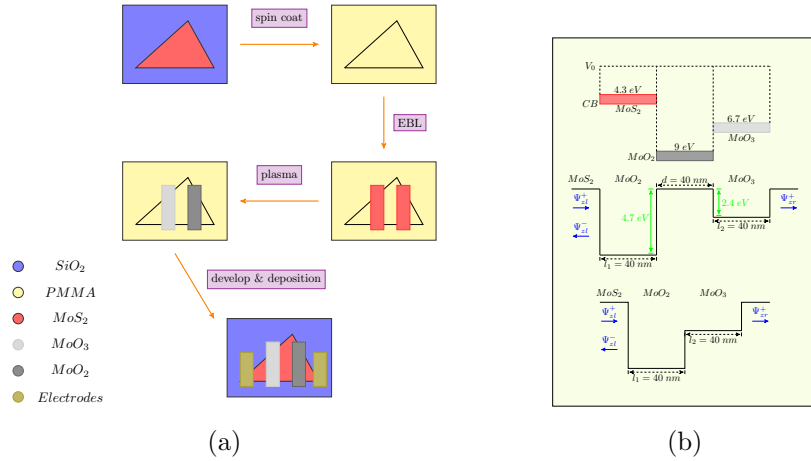 spin coat
EBL
plasma
develop & deposition
SiO₂
PMMA
MoS₂
MoO₃
MoO₂
Electrodes
(a)
V₀
4.3 eV
CB
MoS₂
6.7 eV
MoO₃
9 eV
MoO₂
MoS₂ MoO₂ d = 40 nm MoO₃
Ψ⁺zl 2.4 eV Ψ⁺zr
4.7 eV
Ψ⁻zl l₂ = 40 nm
l₁ = 40 nm
MoS₂ MoO₂ MoO₃
Ψ⁺zl Ψ⁺zr
Ψ⁻zl l₂ = 40 nm
l₁ = 40 nm
(b)